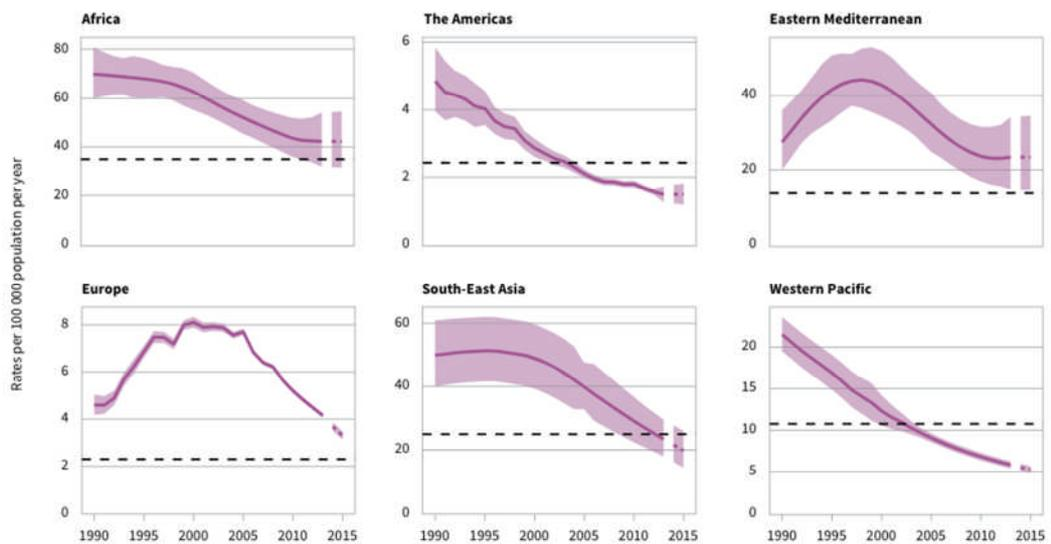 Africa
80
60
40
20
0
The Americas
6
4
2
0
Eastern Mediterranean
40
20
0
Rates per 100 000 population per year
Europe
8
6
4
2
0
1990 1995 2000 2005 2010 2015
South-East Asia
60
40
20
0
1990 1995 2000 2005 2010 2015
Western Pacific
20
15
10
5
0
1990 1995 2000 2005 2010 2015